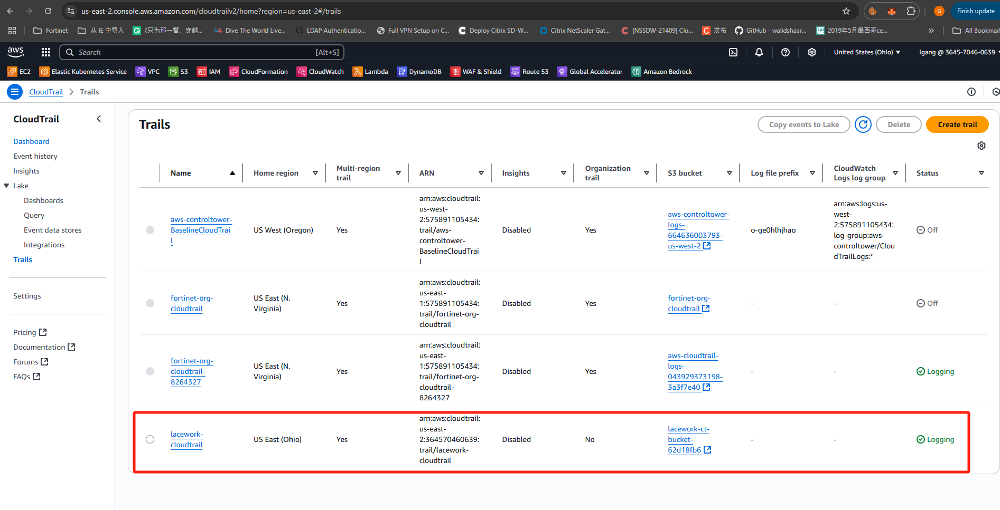 us-east-2.console.aws.amazon.com/cloudtrailv2/home?region=us-east-2#/trails
G
Finish update
Fortinet
从 IE 中导入
《只为那一瞥，穿越...
Dive The World Live...
CS LDAP Authenticatio...
Full VPN Setup on C...
Deploy Citrix SD-W...
Citrix NetScaler Gat...
[NSSDW-21409] Clo...
发布
GitHub - walidshaar...
2019年5月墨西哥ce...
»
All Bookmar
aws
Search
[Alt+S]
United States (Ohio)
lgang @ 3645-7046-0639
EC2
Elastic Kubernetes Service
VPC
S3
IAM
CloudFormation
CloudWatch
Lambda
DynamoDB
WAF & Shield
Route 53
Global Accelerator
Amazon Bedrock
CloudTrail
Trails
CloudTrail
Dashboard
Event history
Insights
Lake
Dashboards
Query
Event data stores
Integrations
Trails
Settings
Pricing
Documentation
Forums
FAQs
Trails
Copy events to Lake
Delete
Create trail
Name
Home region
Multi-region
trail
ARN
Insights
Organization
trail
S3 bucket
Log file prefix
CloudWatch
Logs log group
Status
aws-controltower-
BaselineCloudTrai
l
US West (Oregon)
Yes
arn:aws:cloudtrail:
us-west-
2:575891105434:
trail/aws-
controltower-
BaselineCloudTrai
l
Disabled
Yes
aws-controltower-
logs-
664636003793-
us-west-2
o-ge0hlhjhao
arn:aws:logs:us-
west-
2:575891105434:
log-group:aws-
controltower/Clou
dTrailLogs:*
Off
fortinet-org-
cloudtrail
US East (N.
Virginia)
Yes
arn:aws:cloudtrail:
us-east-
1:575891105434:
trail/fortinet-org-
cloudtrail
Disabled
Yes
fortinet-org-
cloudtrail
-
-
Off
fortinet-org-
cloudtrail-
8264327
US East (N.
Virginia)
Yes
arn:aws:cloudtrail:
us-east-
1:575891105434:
trail/fortinet-org-
cloudtrail-
8264327
Disabled
Yes
aws-cloudtrail-
logs-
043929373198-
3a3f7e40
-
-
Logging
lacework-
cloudtrail
US East (Ohio)
Yes
arn:aws:cloudtrail:
us-east-
2:364570460639:
trail/lacework-
cloudtrail
Disabled
No
lacework-ct-
bucket-
62d18fb6
-
-
Logging